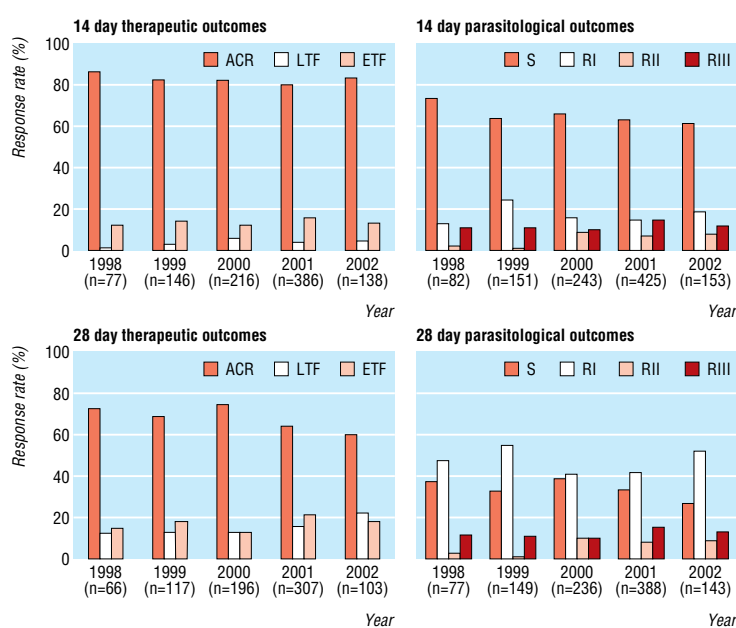 14 day therapeutic outcomes
Response rate (%)
100
80
60
40
20
0
ACR LTF ETF
1998 1999 2000 2001 2002
(n=77) (n=146) (n=216) (n=386) (n=138)
Year
14 day parasitological outcomes
S RI RII RIII
1998 1999 2000 2001 2002
(n=82) (n=151) (n=243) (n=425) (n=153)
Year
28 day therapeutic outcomes
Response rate (%)
100
80
60
40
20
0
ACR LTF ETF
1998 1999 2000 2001 2002
(n=66) (n=117) (n=196) (n=307) (n=103)
Year
28 day parasitological outcomes
S RI RII RIII
1998 1999 2000 2001 2002
(n=77) (n=149) (n=236) (n=388) (n=143)
Year